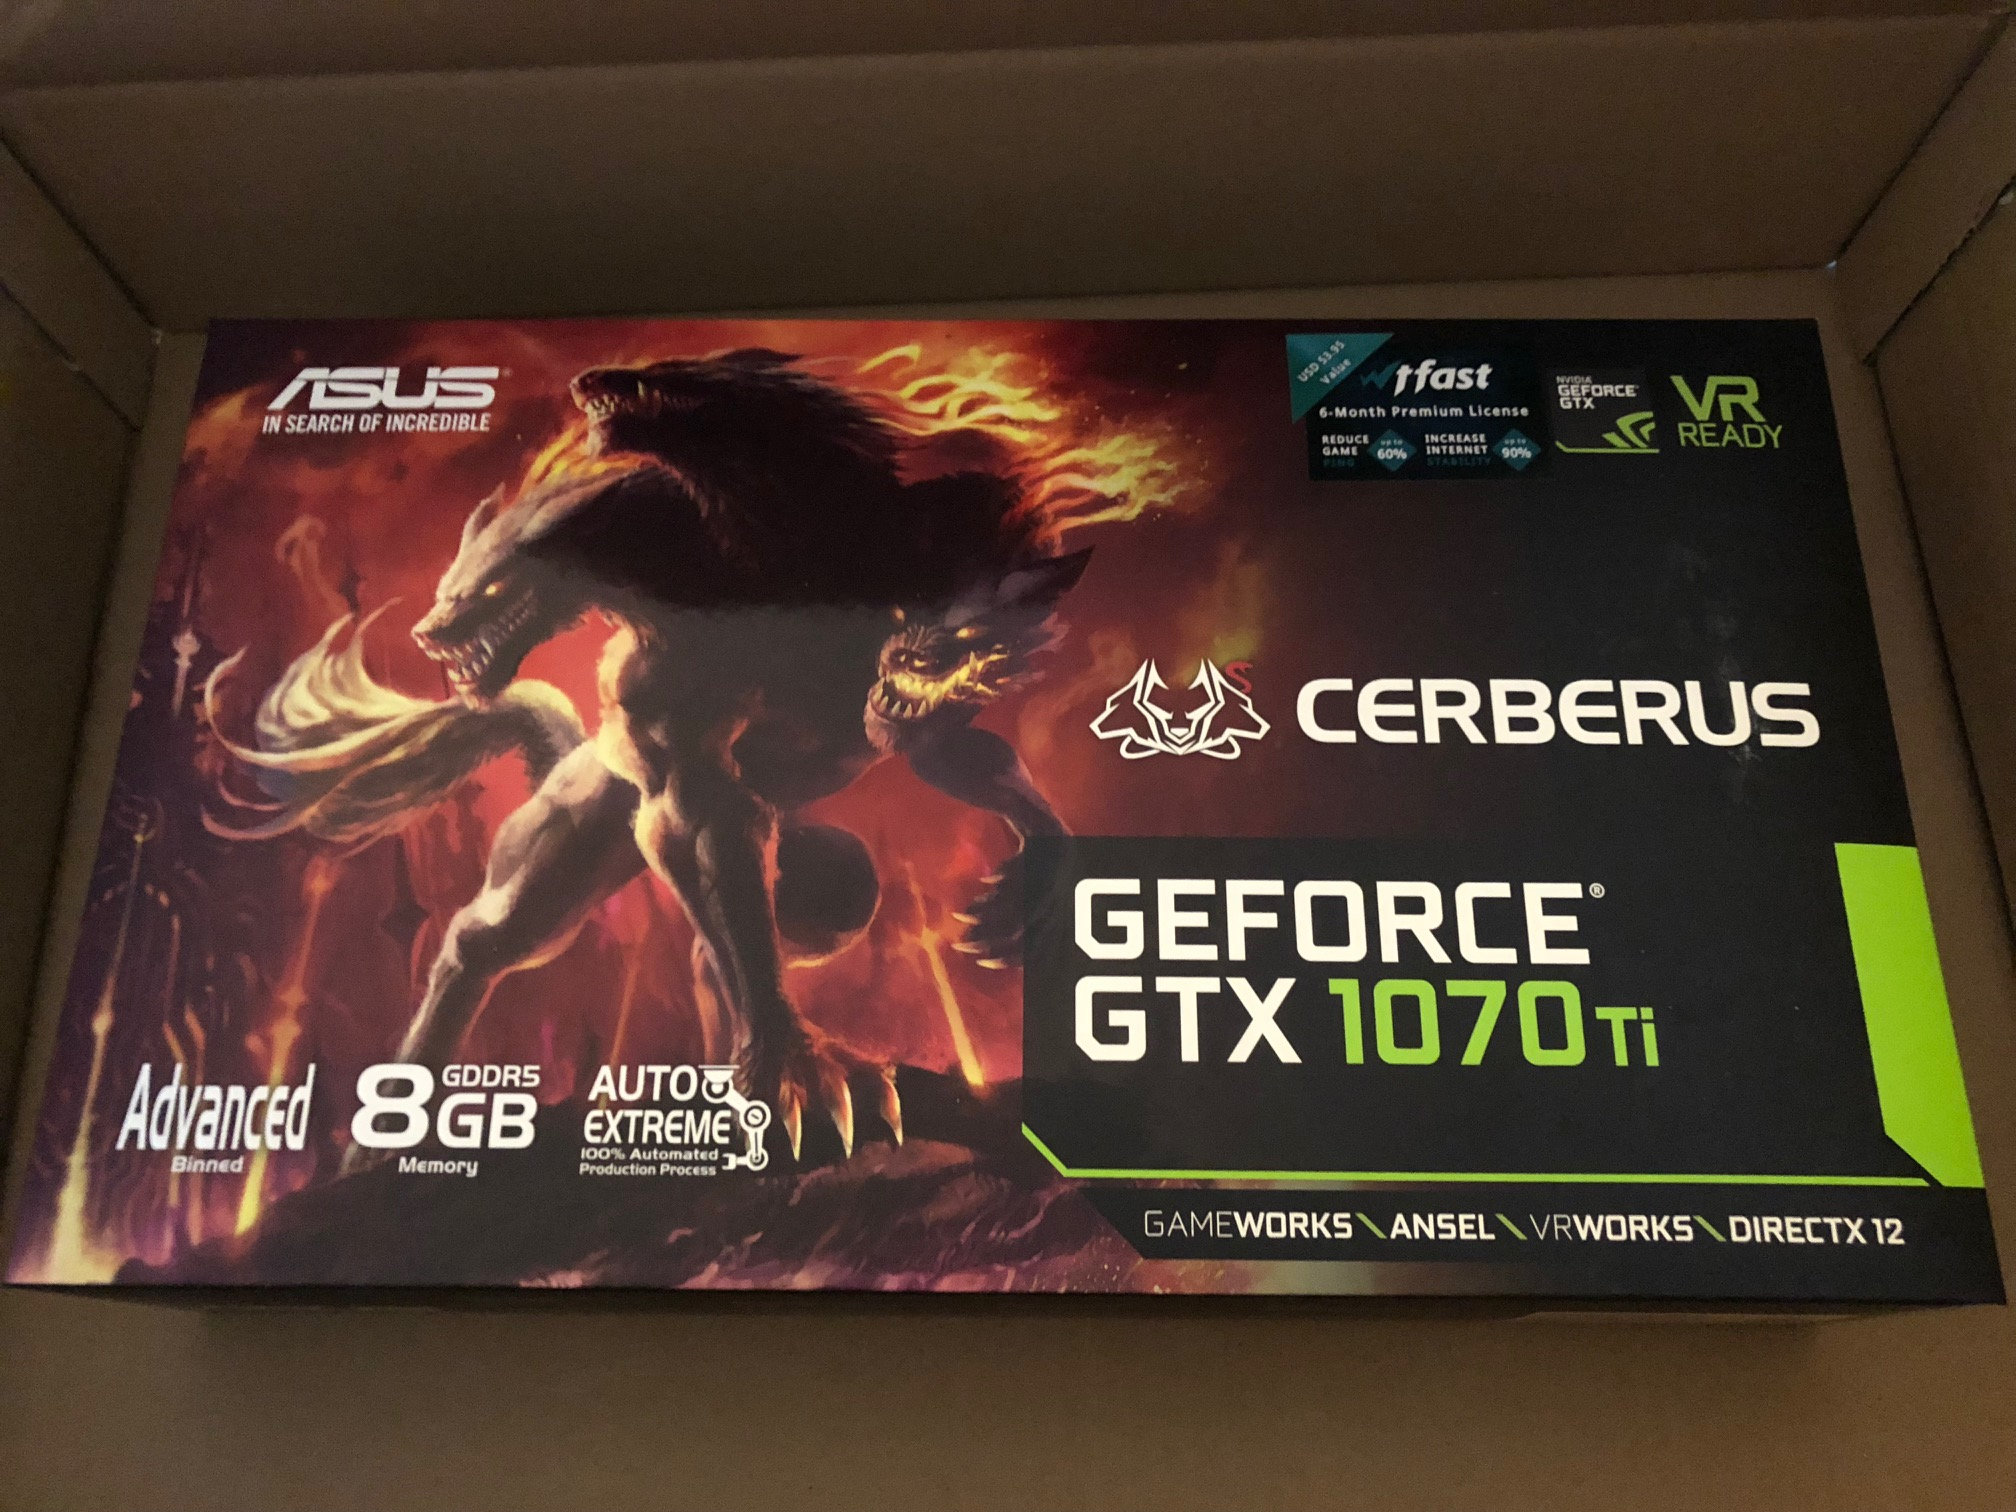 ASUS
IN SEARCH OF INCREDIBLE
USD $3.95
Value
wtfast
6-Month Premium License
REDUCE
GAME
PING
up to
60%
INCREASE
INTERNET
STABILITY
up to
90%
NVIDIA
GEFORCE
GTX
VR
READY
CERBERUS
GEFORCE®
GTX 1070 Ti
Advanced
Binned
8GB GDDR5
Memory
AUTO
EXTREME
100% Automated
Production Process
GAMEWORKS \ ANSEL \ VRWORKS \ DIRECTX 12